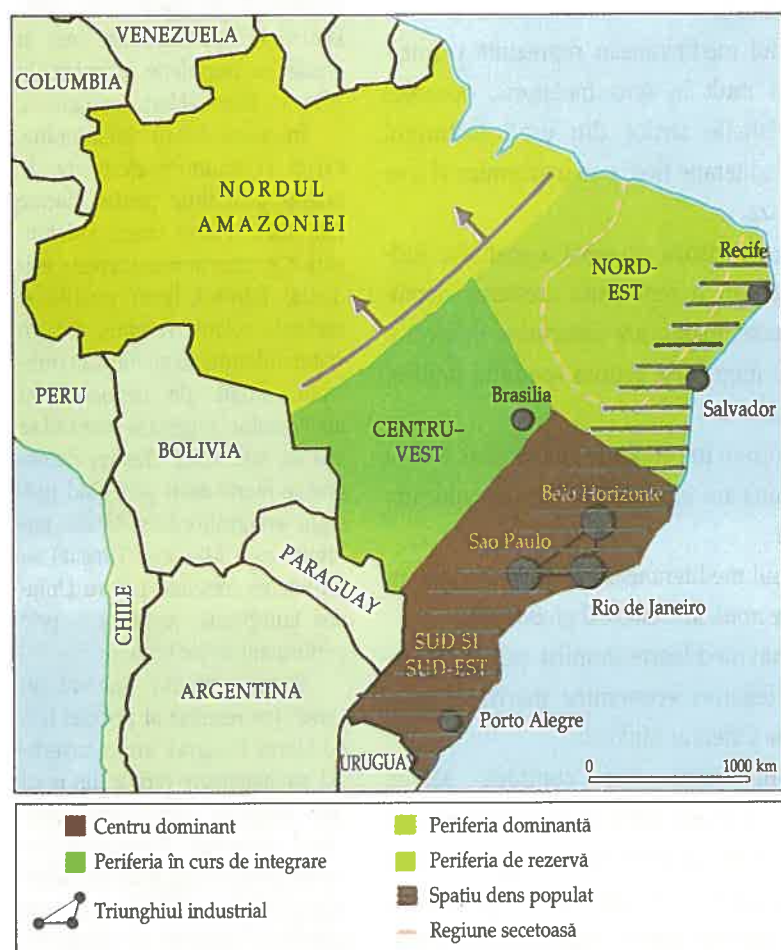 VENEZUELA
COLUMBIA
NORDUL
AMAZONIEI
NORD-
EST
Recife
PERU
Brasilia
Salvador
BOLIVIA
CENTRU–
VEST
Belo Horizonte
Sao Paulo
PARAGUAY
Rio de Janeiro
CHILE
SUD SI
SUD-EST
ARGENTINA
Porto Alegre
URUGUAY
0 1000 km
Centru dominant
Periferia în curs de integrare
Triunghiul industrial
Periferia dominantă
Periferia de rezervă
Spațiu dens populat
Regiune secetoasă